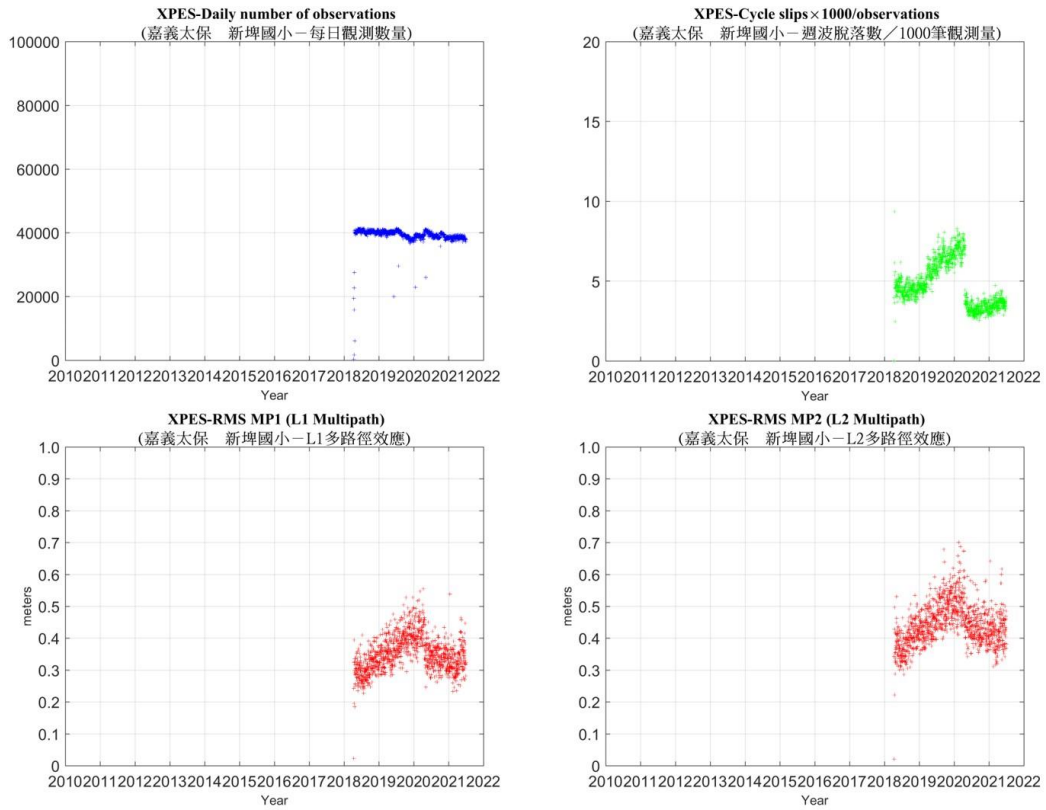 XPES-Daily number of observations
(嘉義太保　新埤國小－每日觀測數量)
100000
80000
60000
40000
20000
0
2010 2011 2012 2013 2014 2015 2016 2017 2018 2019 2020 2021 2022
Year
XPES-Cycle slips×1000/observations
(嘉義太保　新埤國小－週波脫落數／1000筆觀測量)
20
15
10
5
0
2010 2011 2012 2013 2014 2015 2016 2017 2018 2019 2020 2021 2022
Year
XPES-RMS MP1 (L1 Multipath)
(嘉義太保　新埤國小－L1多路徑效應)
meters
1.0
0.9
0.8
0.7
0.6
0.5
0.4
0.3
0.2
0.1
0
2010 2011 2012 2013 2014 2015 2016 2017 2018 2019 2020 2021 2022
Year
XPES-RMS MP2 (L2 Multipath)
(嘉義太保　新埤國小－L2多路徑效應)
meters
1.0
0.9
0.8
0.7
0.6
0.5
0.4
0.3
0.2
0.1
0
2010 2011 2012 2013 2014 2015 2016 2017 2018 2019 2020 2021 2022
Year